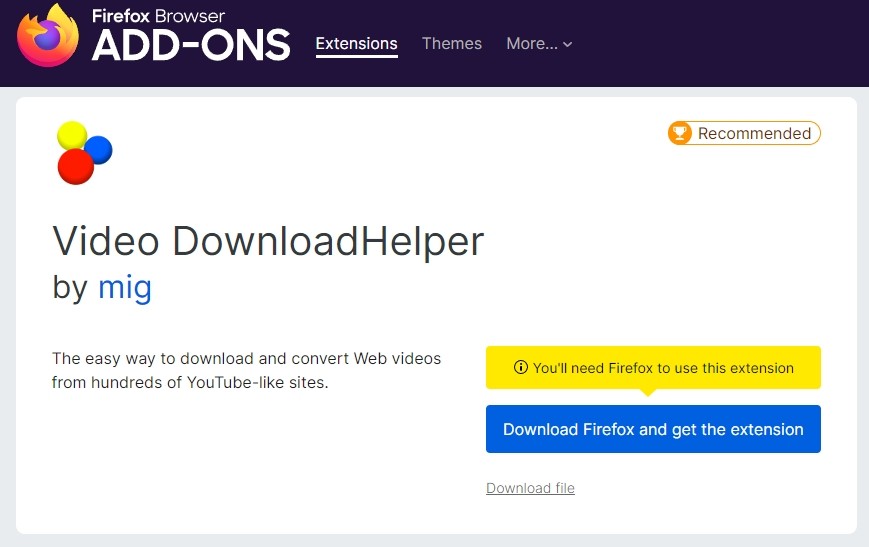 Firefox Browser
ADD-ONS
Extensions
Themes
More...
Recommended
Video DownloadHelper
by mig
The easy way to download and convert Web videos
from hundreds of YouTube-like sites.
You'll need Firefox to use this extension
Download Firefox and get the extension
Download file